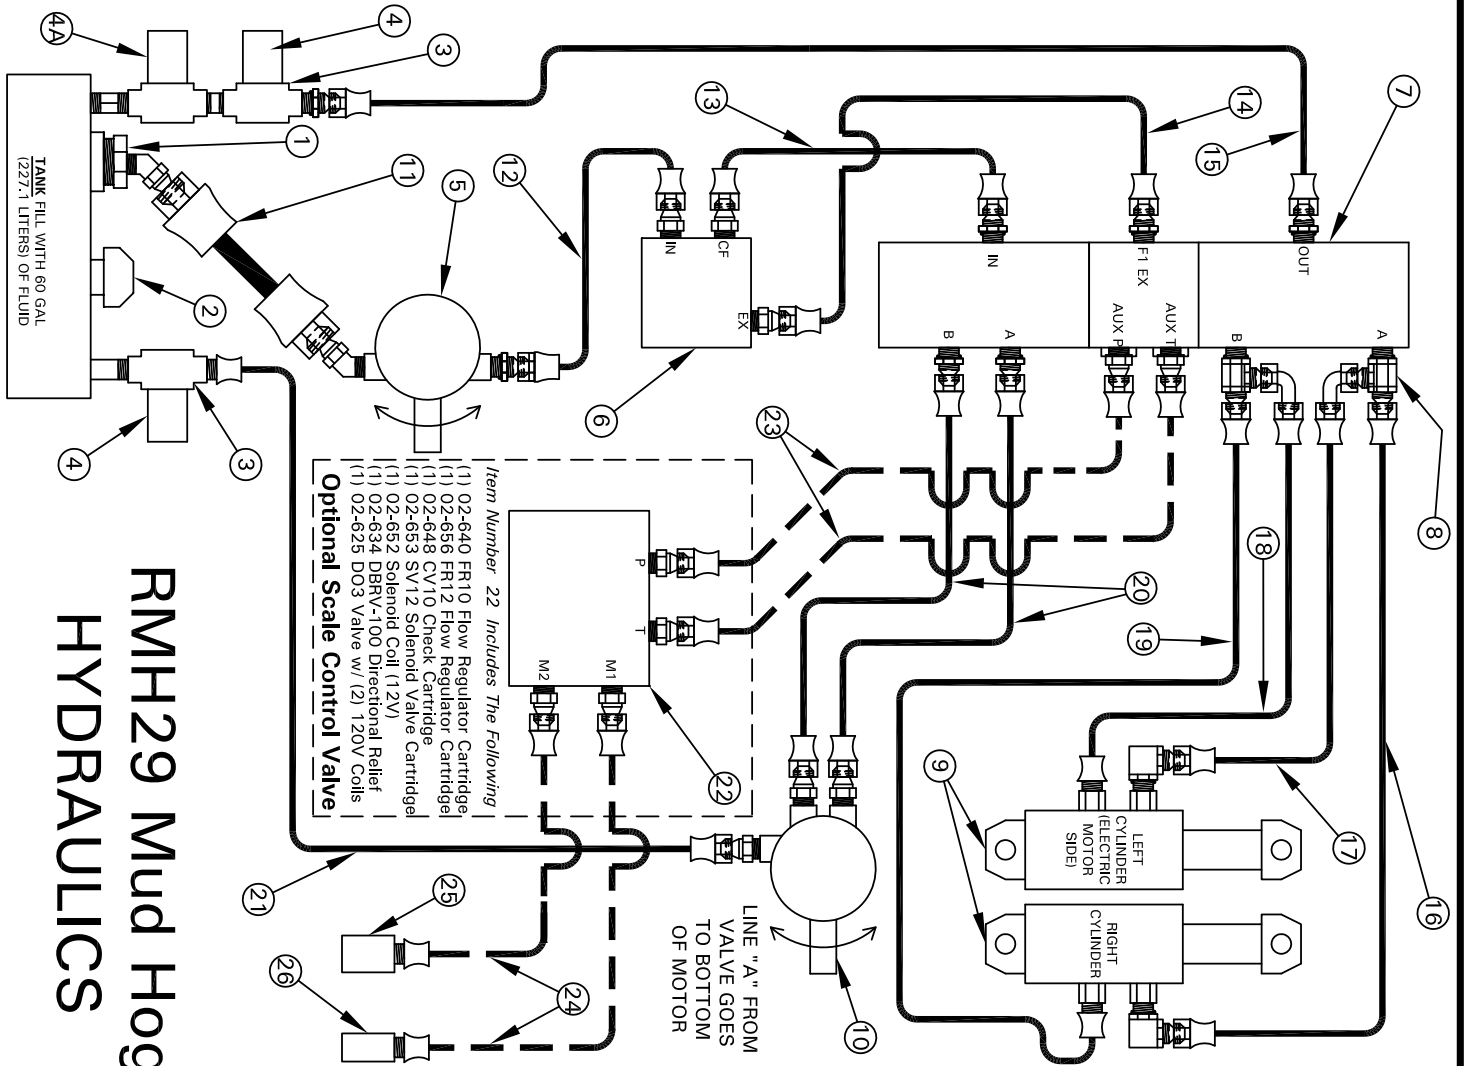 4A
4
3
1
11
5
12
13
14
15
7
2
TANK FILL WITH 60 GAL
(227.1 LITERS) OF FLUID
IN
CF
EX
IN
F1 EX
OUT
B
A
AUX P
AUX T
B
A
6
4
3
23
8
18
20
19
Item Number 22 Includes The Following
(1) 02-640 FR10 Flow Regulator Cartridge
(1) 02-656 FR12 Flow Regulator Cartridge
(1) 02-648 CV10 Check Cartridge
(1) 02-653 SV12 Solenoid Valve Cartridge
(1) 02-652 Solenoid Coil (12V)
(1) 02-634 DBRV-100 Directional Relief
(1) 02-625 DO3 Valve w/ (2) 120V Coils
Optional Scale Control Valve
P
T
M2
M1
22
9
17
16
LEFT
CYLINDER
(ELECTRIC
MOTOR
SIDE)
RIGHT
CYLINDER
21
25
26
24
10
LINE "A" FROM
VALVE GOES
TO BOTTOM
OF MOTOR
RMH29 Mud Hog
HYDRAULICS